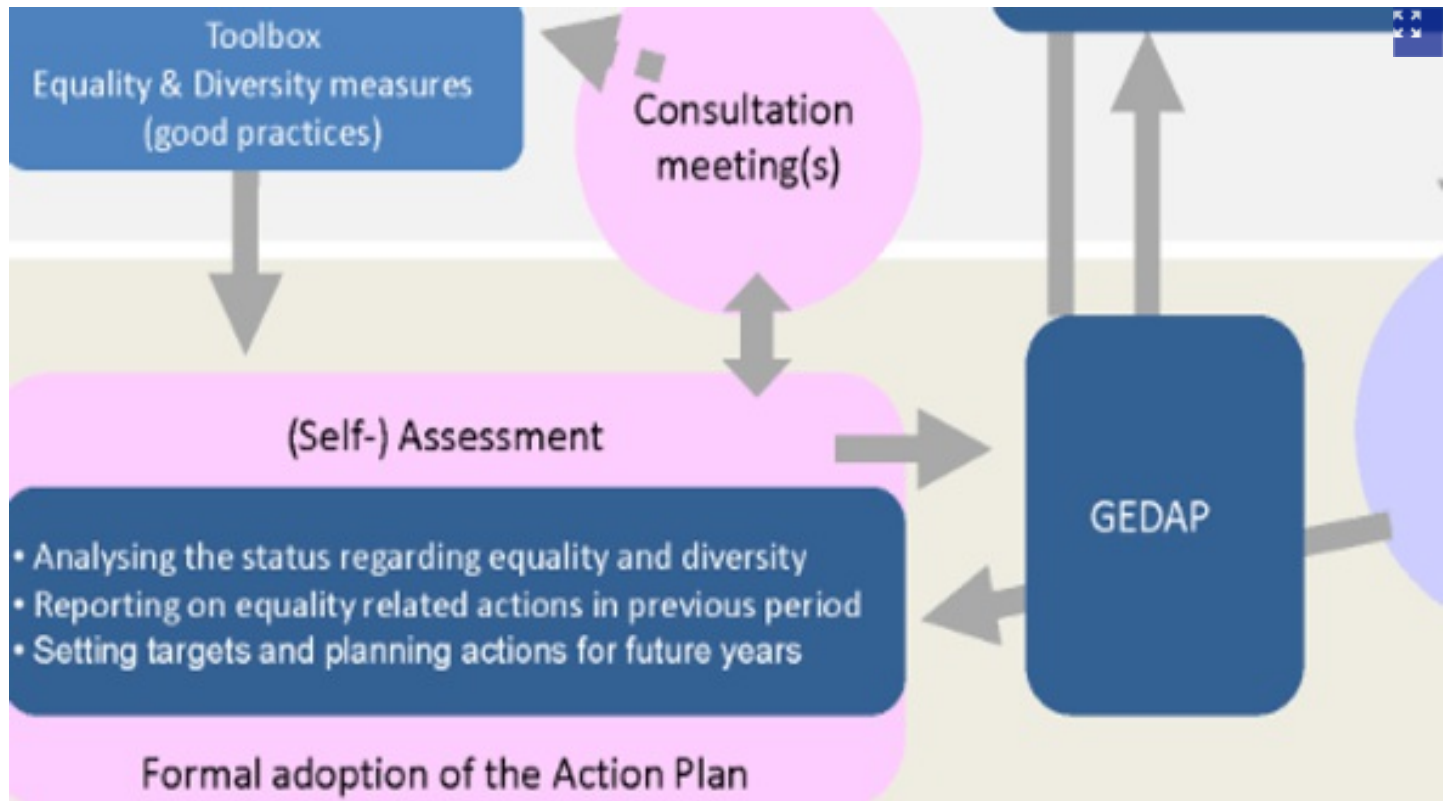 Toolbox
Equality & Diversity measures
(good practices)
Consultation
meeting(s)
(Self-) Assessment
• Analysing the status regarding equality and diversity
• Reporting on equality related actions in previous period
• Setting targets and planning actions for future years
Formal adoption of the Action Plan
GEDAP